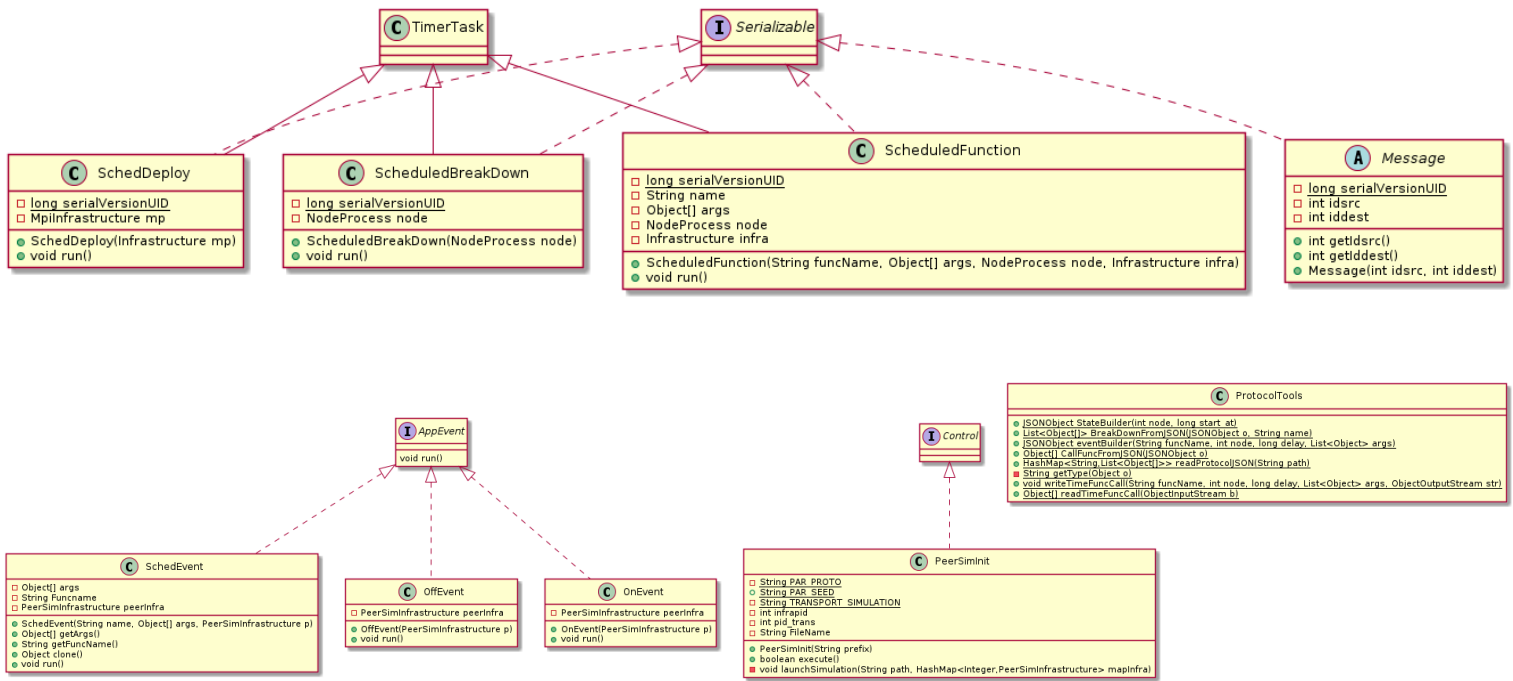 C TimerTask
I Serializable
C SchedDeploy
long serialVersionUID
MpiInfrastructure mp
SchedDeploy(Infrastructure mp)
void run()
C ScheduledBreakDown
long serialVersionUID
NodeProcess node
ScheduledBreakDown(NodeProcess node)
void run()
C ScheduledFunction
long serialVersionUID
String name
Object[] args
NodeProcess node
Infrastructure infra
ScheduledFunction(String funcName, Object[] args, NodeProcess node, Infrastructure infra)
void run()
A Message
long serialVersionUID
int idsrc
int iddest
int getIdsrc()
int getIddest()
Message(int idsrc, int iddest)
I AppEvent
void run()
I Control
C ProtocolTools
JSONObject StateBuilder(int node, long start_at)
List<Object[]> BreakDownFromJSON(JSONObject o, String name)
JSONObject eventBuilder(String funcName, int node, long delay, List<Object> args)
Object[] CallFuncFromJSON(JSONObject o)
HashMap<String,List<Object[]>> readProtocolJSON(String path)
String getType(Object o)
void writeTimeFuncCall(String funcName, int node, long delay, List<Object> args, ObjectOutputStream str)
Object[] readTimeFuncCall(ObjectInputStream b)
C SchedEvent
Object[] args
String Funcname
PeerSimInfrastructure peerInfra
SchedEvent(String name, Object[] args, PeerSimInfrastructure p)
Object[] getArgs()
String getFuncName()
Object clone()
void run()
C OffEvent
PeerSimInfrastructure peerInfra
OffEvent(PeerSimInfrastructure p)
void run()
C OnEvent
PeerSimInfrastructure peerInfra
OnEvent(PeerSimInfrastructure p)
void run()
C PeerSimInit
String PAR_PROTO
String PAR_SEED
String TRANSPORT_SIMULATION
int infrapid
int pid_trans
String FileName
PeerSimInit(String prefix)
boolean execute()
void launchSimulation(String path, HashMap<Integer,PeerSimInfrastructure> mapInfra)